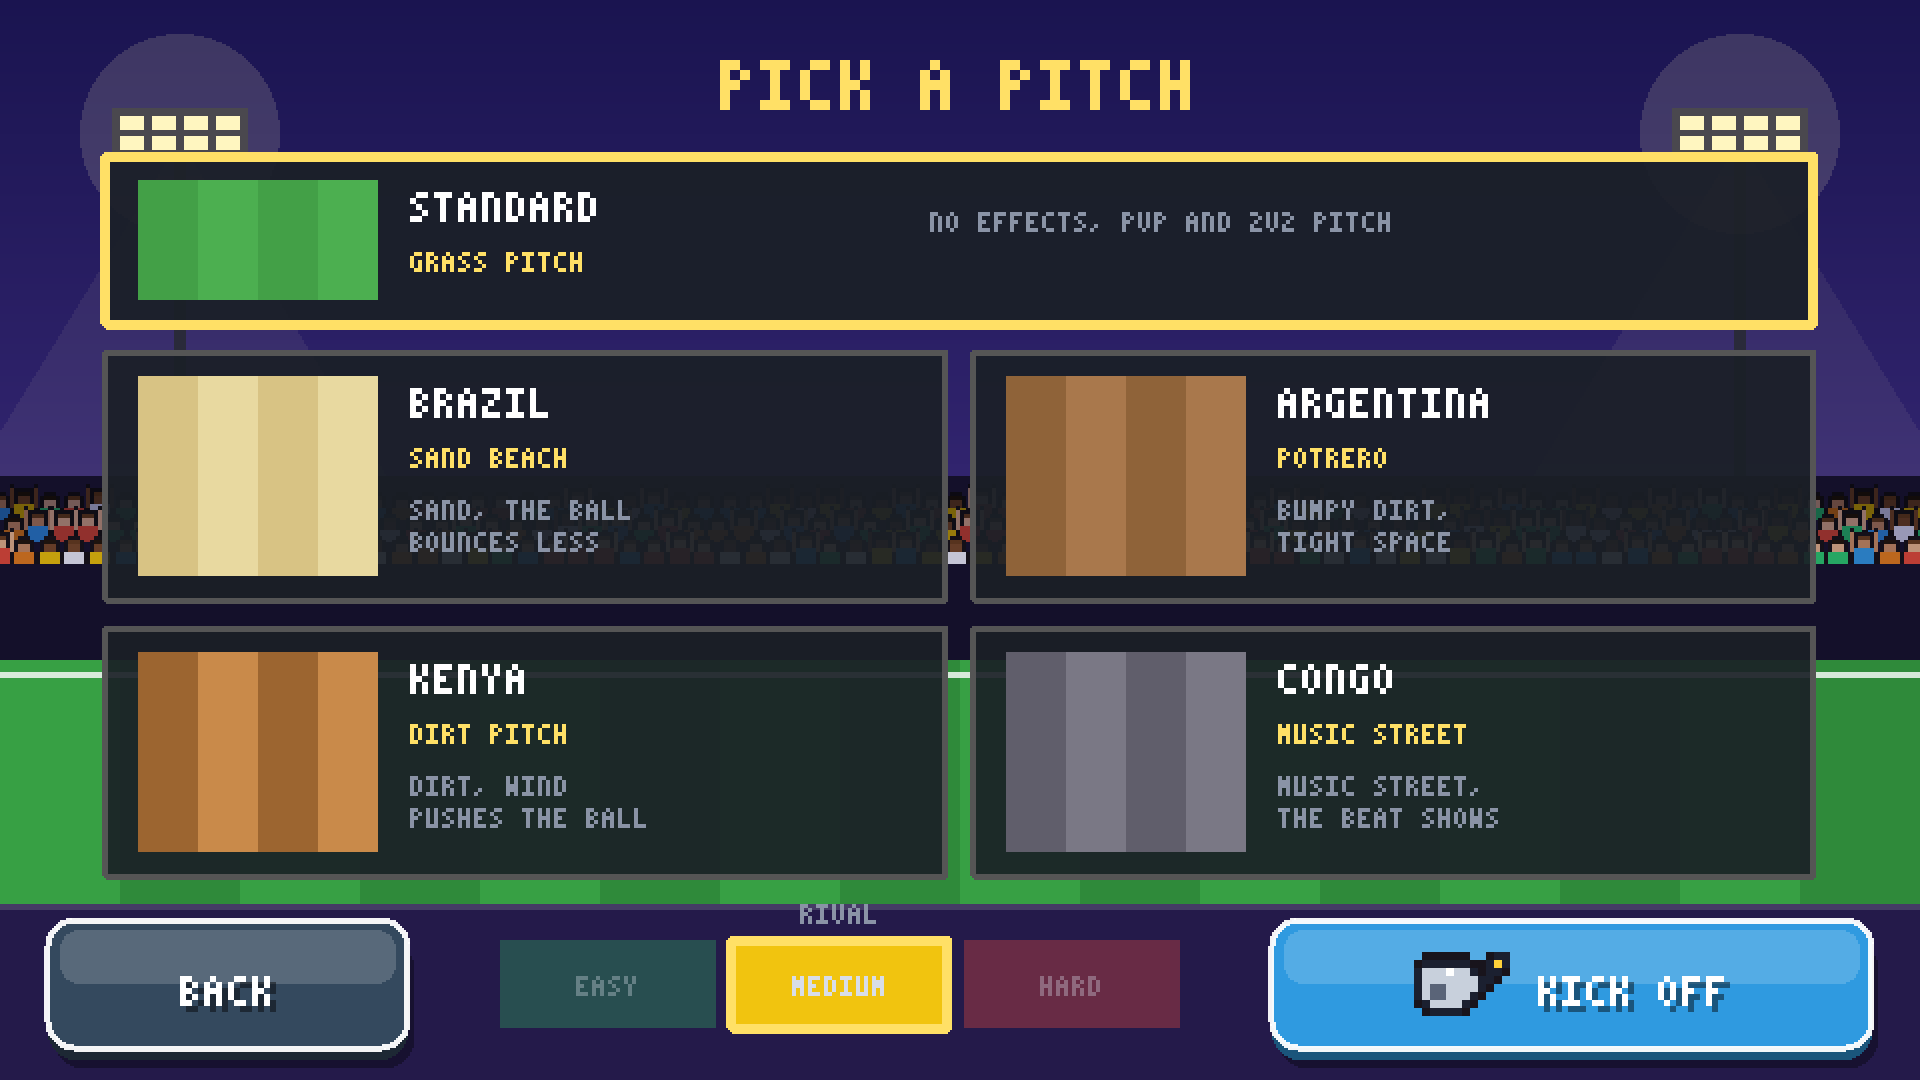 PICK A PITCH
STANDARD
GRASS PITCH
NO EFFECTS, PVP AND 2V2 PITCH
BRAZIL
SAND BEACH
SAND, THE BALL
BOUNCES LESS
ARGENTINA
POTRERO
BUMPY DIRT,
TIGHT SPACE
KENYA
DIRT PITCH
DIRT, WIND
PUSHES THE BALL
CONGO
MUSIC STREET
MUSIC STREET,
THE BEAT SHOWS
RIVAL
BACK
EASY
MEDIUM
HARD
KICK OFF